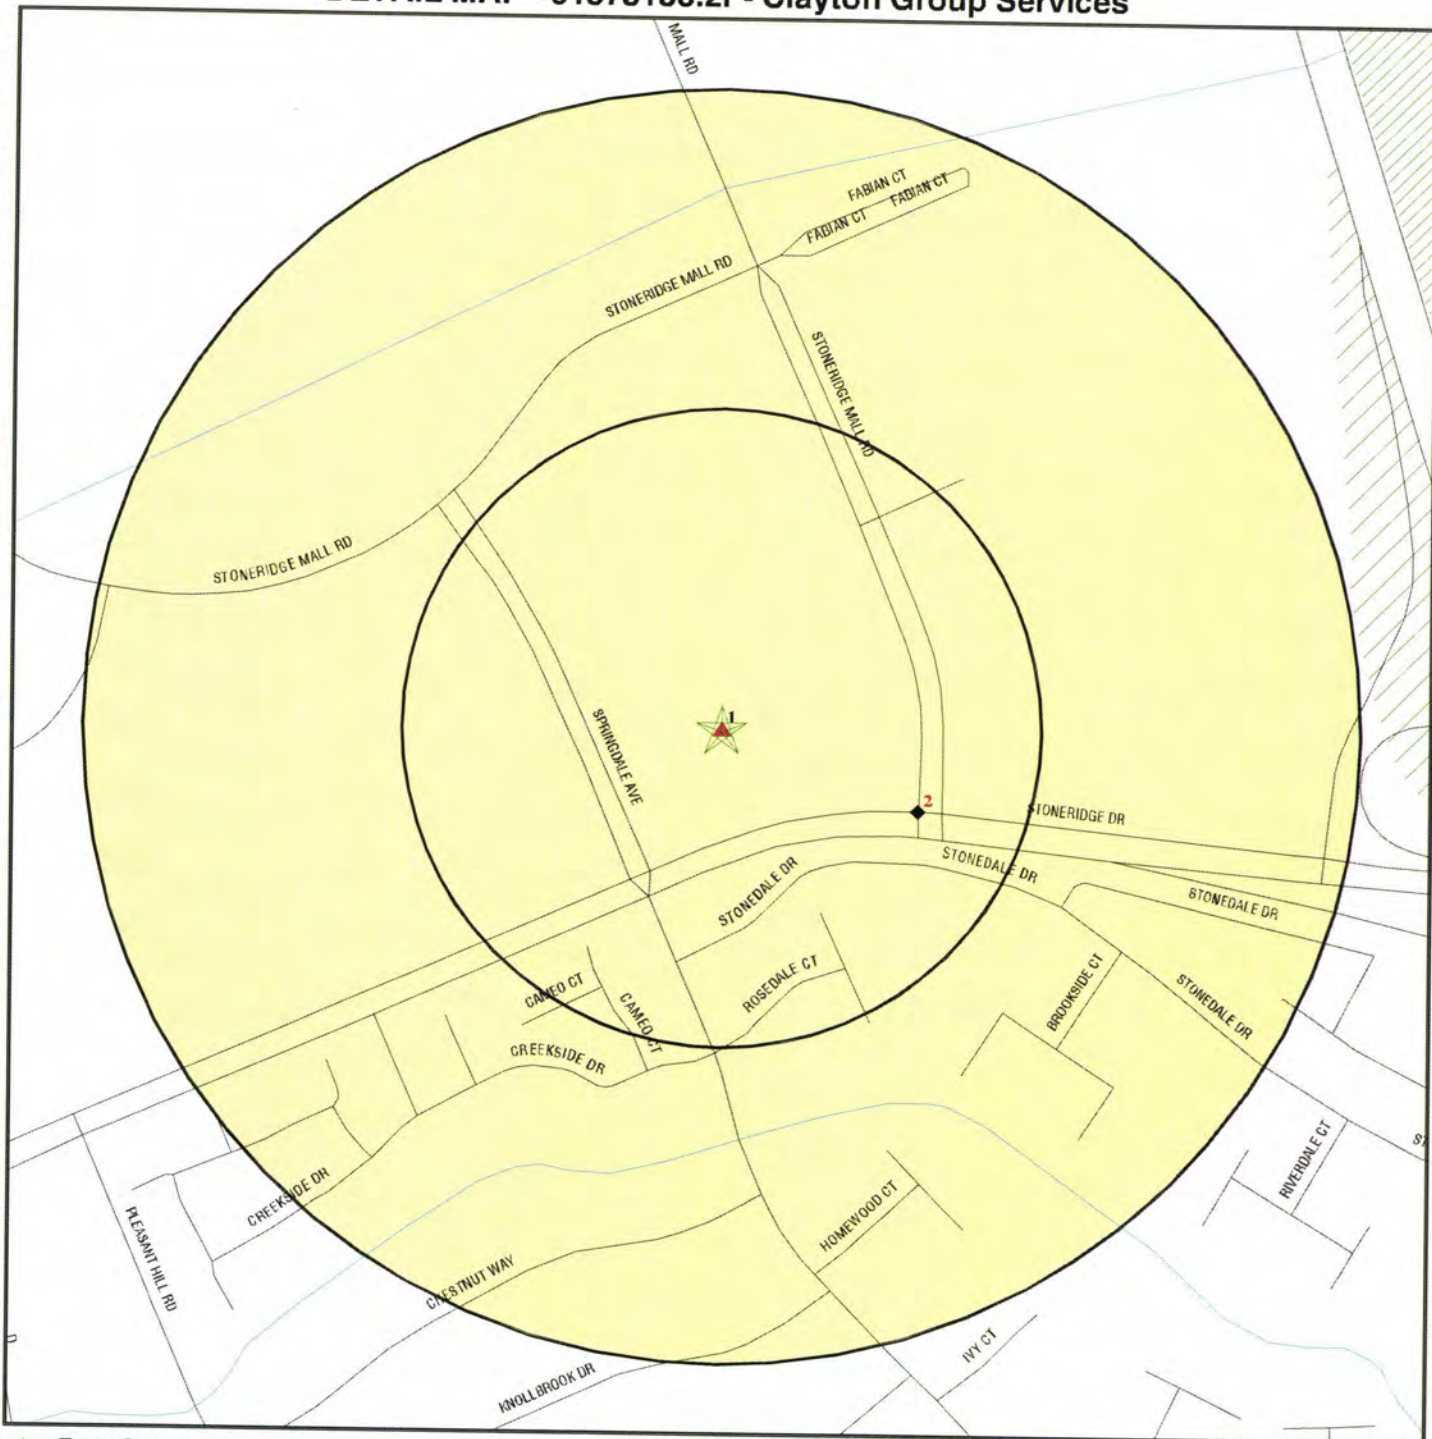 Clayton Group Services
MALL RD
FABIAN CT
FABIAN CT
FABIAN CT
STONERIDGE MALL RD
STONERIDGE MALL RD
STONERIDGE MALL RD
SPRINGDALE AVE
1
2
STONERIDGE DR
STONEDALE DR
STONEDALE DR
STONEDALE DR
STONEDALE DR
ROSEDALE CT
BROOKSIDE CT
CAMEO CT
CAMEO CT
CREEKSIDE DR
CREEKSIDE DR
PLEASANT HILL RD
CHESTNUT WAY
HOMEWOOD CT
RIVERDALE CT
ST
D
IVY CT
KNOLLBROOK DR